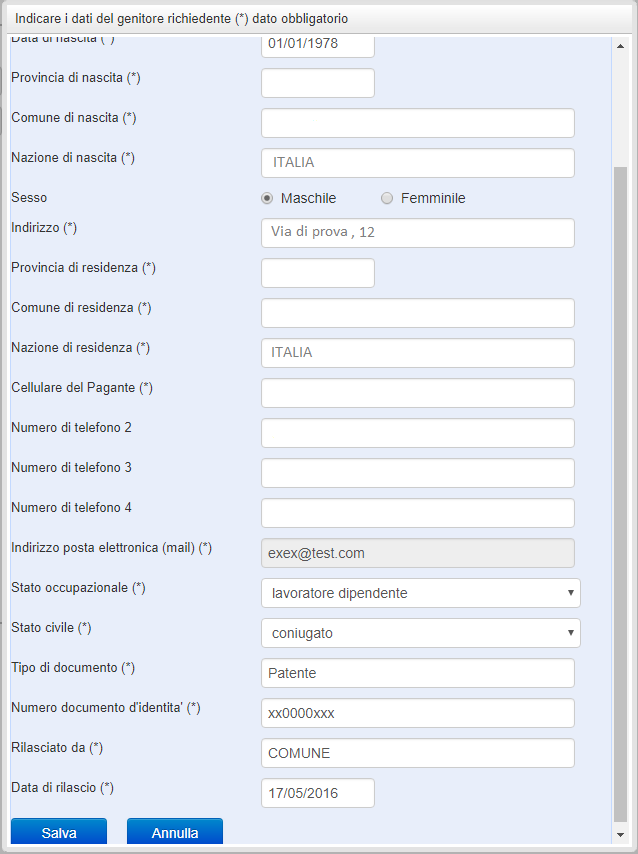 Indicare i dati del genitore richiedente (*) dato obbligatorio
Data di nascita (*) 01/01/1978
Provincia di nascita (*)
Comune di nascita (*)
Nazione di nascita (*) ITALIA
Sesso Maschile Femminile
Indirizzo (*) Via di prova , 12
Provincia di residenza (*)
Comune di residenza (*)
Nazione di residenza (*) ITALIA
Cellulare del Pagante (*)
Numero di telefono 2
Numero di telefono 3
Numero di telefono 4
Indirizzo posta elettronica (mail) (*) exex@test.com
Stato occupazionale (*) lavoratore dipendente
Stato civile (*) coniugato
Tipo di documento (*) Patente
Numero documento d'identita' (*) xx0000xxx
Rilasciato da (*) COMUNE
Data di rilascio (*) 17/05/2016
Salva Annulla